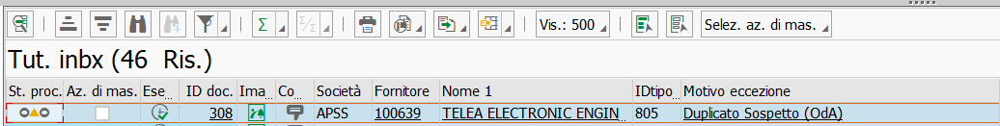 Vis.: 500 Selez. az. di mas.
Tut. inbx (46 Ris.)
St. proc. Az. di mas. Ese... ID doc. Ima... Co... Società Fornitore Nome 1 IDtipo... Motivo eccezione
308 APSS 100639 TELEA ELECTRONIC ENGIN... 805 Duplicato Sospetto (OdA)